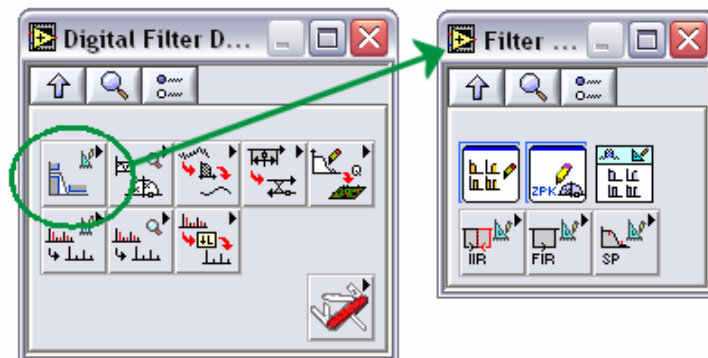 Digital Filter D...
Filter ...
Q
ZPK
↓L
IIR
FIR
SP